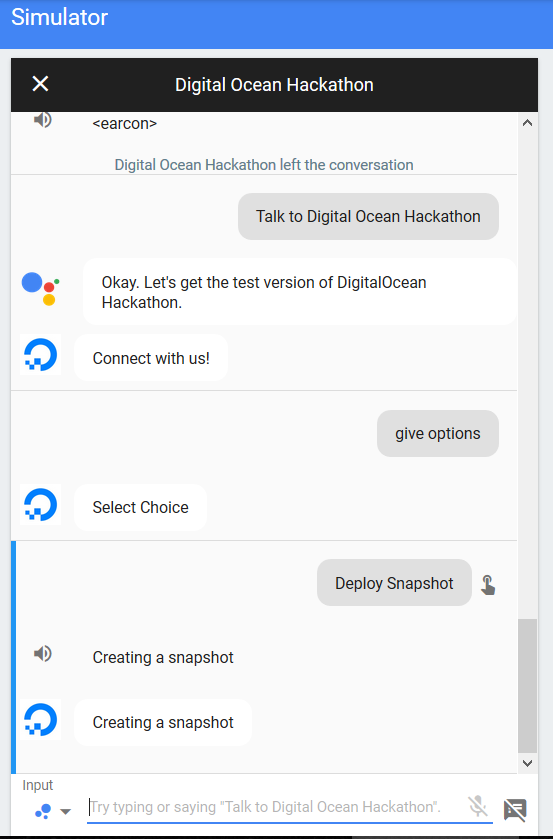 Simulator
Digital Ocean Hackathon
<earcon>
Digital Ocean Hackathon left the conversation
Talk to Digital Ocean Hackathon
Okay. Let's get the test version of DigitalOcean
Hackathon.
Connect with us!
give options
Select Choice
Deploy Snapshot
Creating a snapshot
Creating a snapshot
Input
Try typing or saying "Talk to Digital Ocean Hackathon".